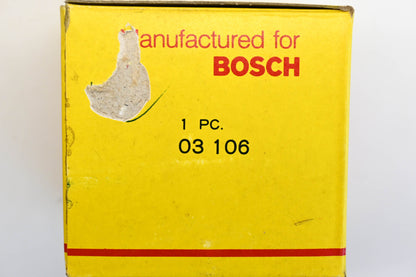 anufactured for
BOSCH
1 PC.
03 106